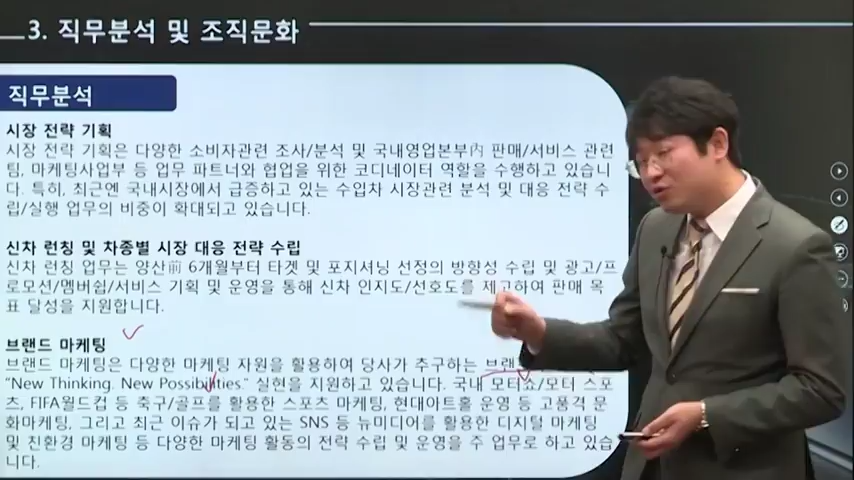 3. 직무분석 및 조직문화
직무분석
시장 전략 기획
시장 전략 기획은 다양한 소비자관련 조사/분석 및 국내영업본부內 판매/서비스 관련
팀, 마케팅사업부 등 업무 파트너와 협업을 위한 코디네이터 역할을 수행하고 있습니
다. 특히, 최근엔 국내시장에서 급증하고 있는 수입차 시장관련 분석 및 대응 전략 수
립/실행 업무의 비중이 확대되고 있습니다.
신차 런칭 및 차종별 시장 대응 전략 수립
신차 런칭 업무는 양산前 6개월부터 타겟 및 포지셔닝 선정의 방향성 수립 및 광고/프
로모션/멤버쉽/서비스 기획 및 운영을 통해 신차 인지도/선호도를 제고하여 판매 목
표 달성을 지원합니다.
브랜드 마케팅
브랜드 마케팅은 다양한 마케팅 자원을 활용하여 당사가 추구하는 브랜
"New Thinking. New Possibilities." 실현을 지원하고 있습니다. 국내 모터쇼/모터 스포
츠, FIFA월드컵 등 축구/골프를 활용한 스포츠 마케팅, 현대아트홀 운영 등 고품격 문
화마케팅, 그리고 최근 이슈가 되고 있는 SNS 등 뉴미디어를 활용한 디지털 마케팅
및 친환경 마케팅 등 다양한 마케팅 활동의 전략 수립 및 운영을 주 업무로 하고 있습
니다.